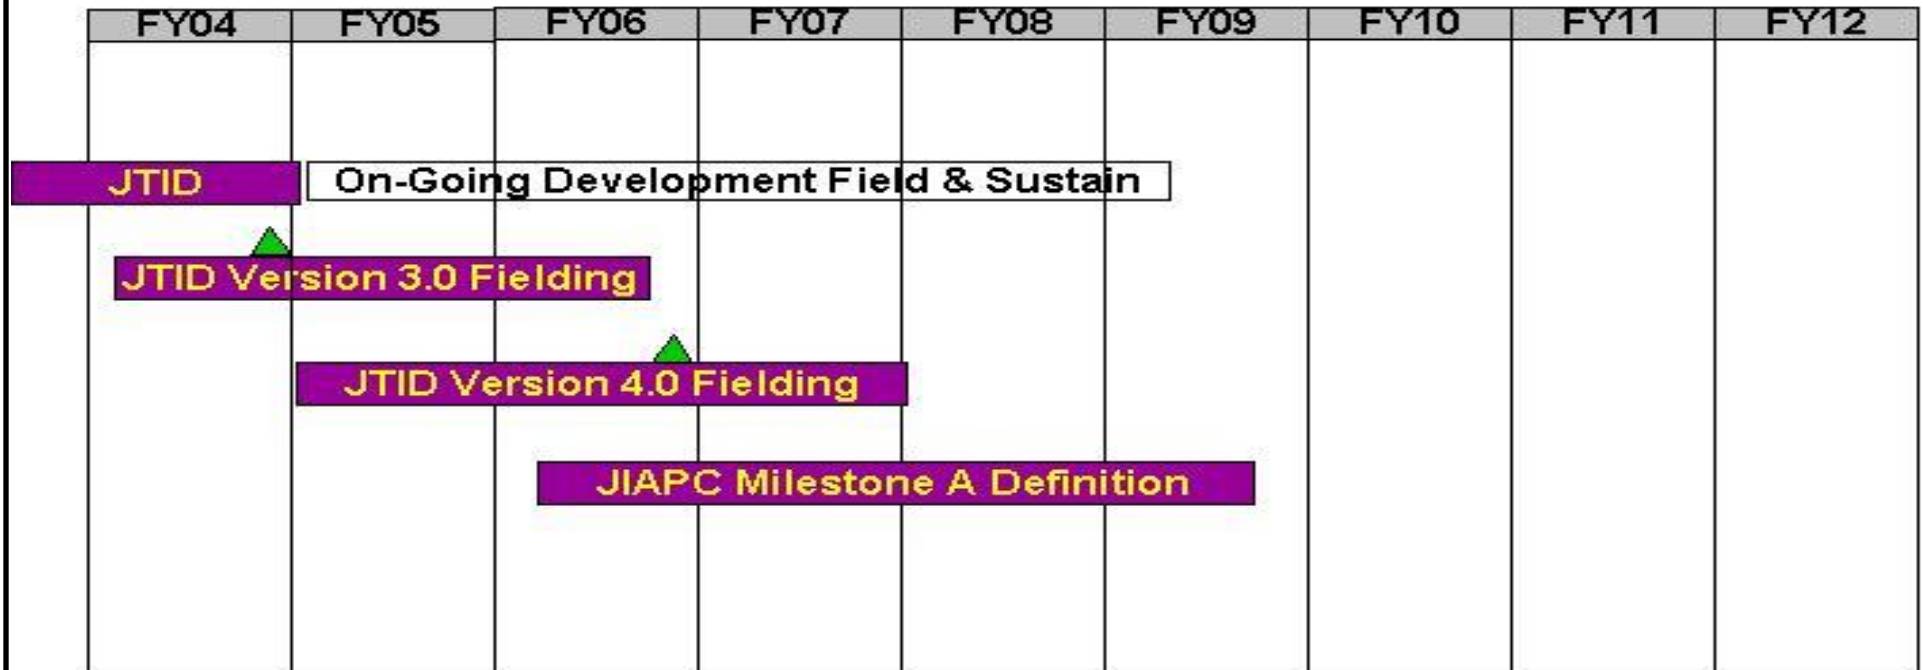 FY04 FY05 FY06 FY07 FY08 FY09 FY10 FY11 FY12
JTID On-Going Development Field & Sustain
JTID Version 3.0 Fielding
JTID Version 4.0 Fielding
JIAPC Milestone A Definition